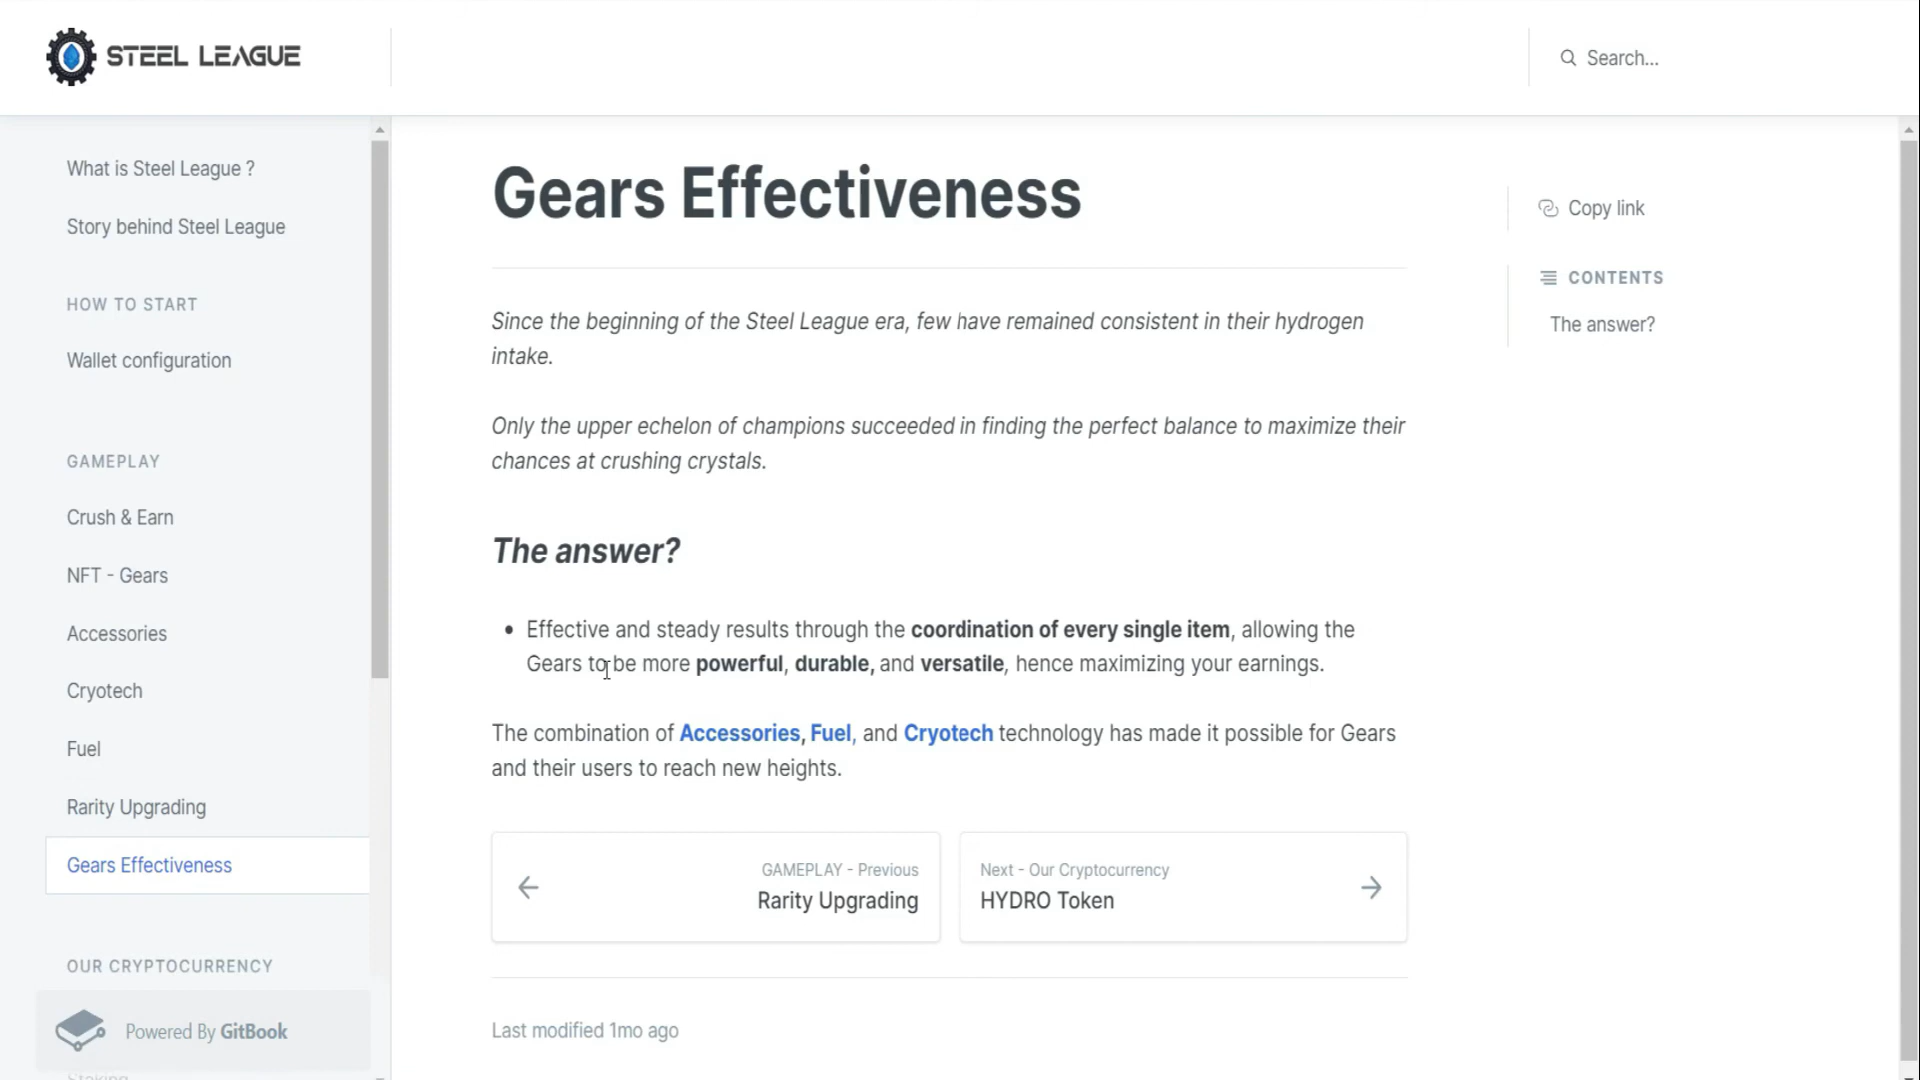 STEEL LEAGUE
Search...
What is Steel League ?
Story behind Steel League
HOW TO START
Wallet configuration
GAMEPLAY
Crush & Earn
NFT - Gears
Accessories
Cryotech
Fuel
Rarity Upgrading
Gears Effectiveness
OUR CRYPTOCURRENCY
Powered By GitBook
Staking
Gears Effectiveness
Since the beginning of the Steel League era, few have remained consistent in their hydrogen
intake.
Only the upper echelon of champions succeeded in finding the perfect balance to maximize their
chances at crushing crystals.
The answer?
• Effective and steady results through the coordination of every single item, allowing the
Gears to be more powerful, durable, and versatile, hence maximizing your earnings.
The combination of Accessories, Fuel, and Cryotech technology has made it possible for Gears
and their users to reach new heights.
GAMEPLAY - Previous
Rarity Upgrading
Next - Our Cryptocurrency
HYDRO Token
Last modified 1mo ago
Copy link
CONTENTS
The answer?